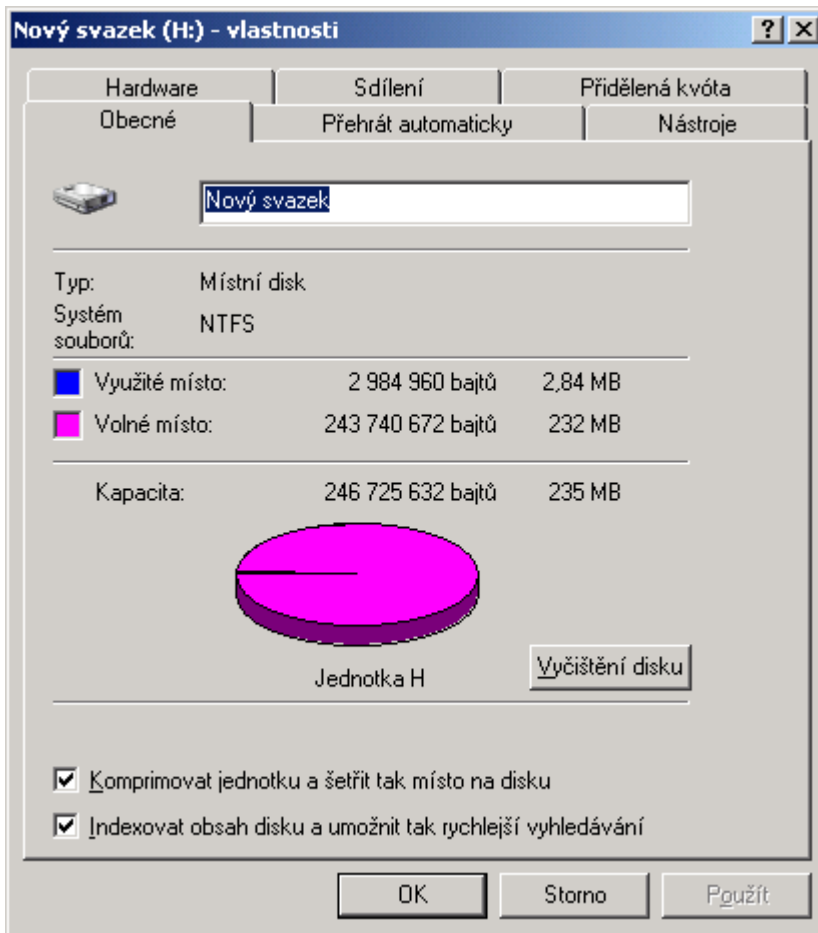 Nový svazek (H:) - vlastnosti
Hardware Sdílení Přidělená kvóta
Obecné Přehrát automaticky Nástroje
Nový svazek
Typ: Místní disk
Systém souborů: NTFS
Využité místo: 2 984 960 bajtů 2,84 MB
Volné místo: 243 740 672 bajtů 232 MB
Kapacita: 246 725 632 bajtů 235 MB
Jednotka H Vyčištění disku
Komprimovat jednotku a šetřit tak místo na disku
Indexovat obsah disku a umožnit tak rychlejší vyhledávání
OK Storno Použít